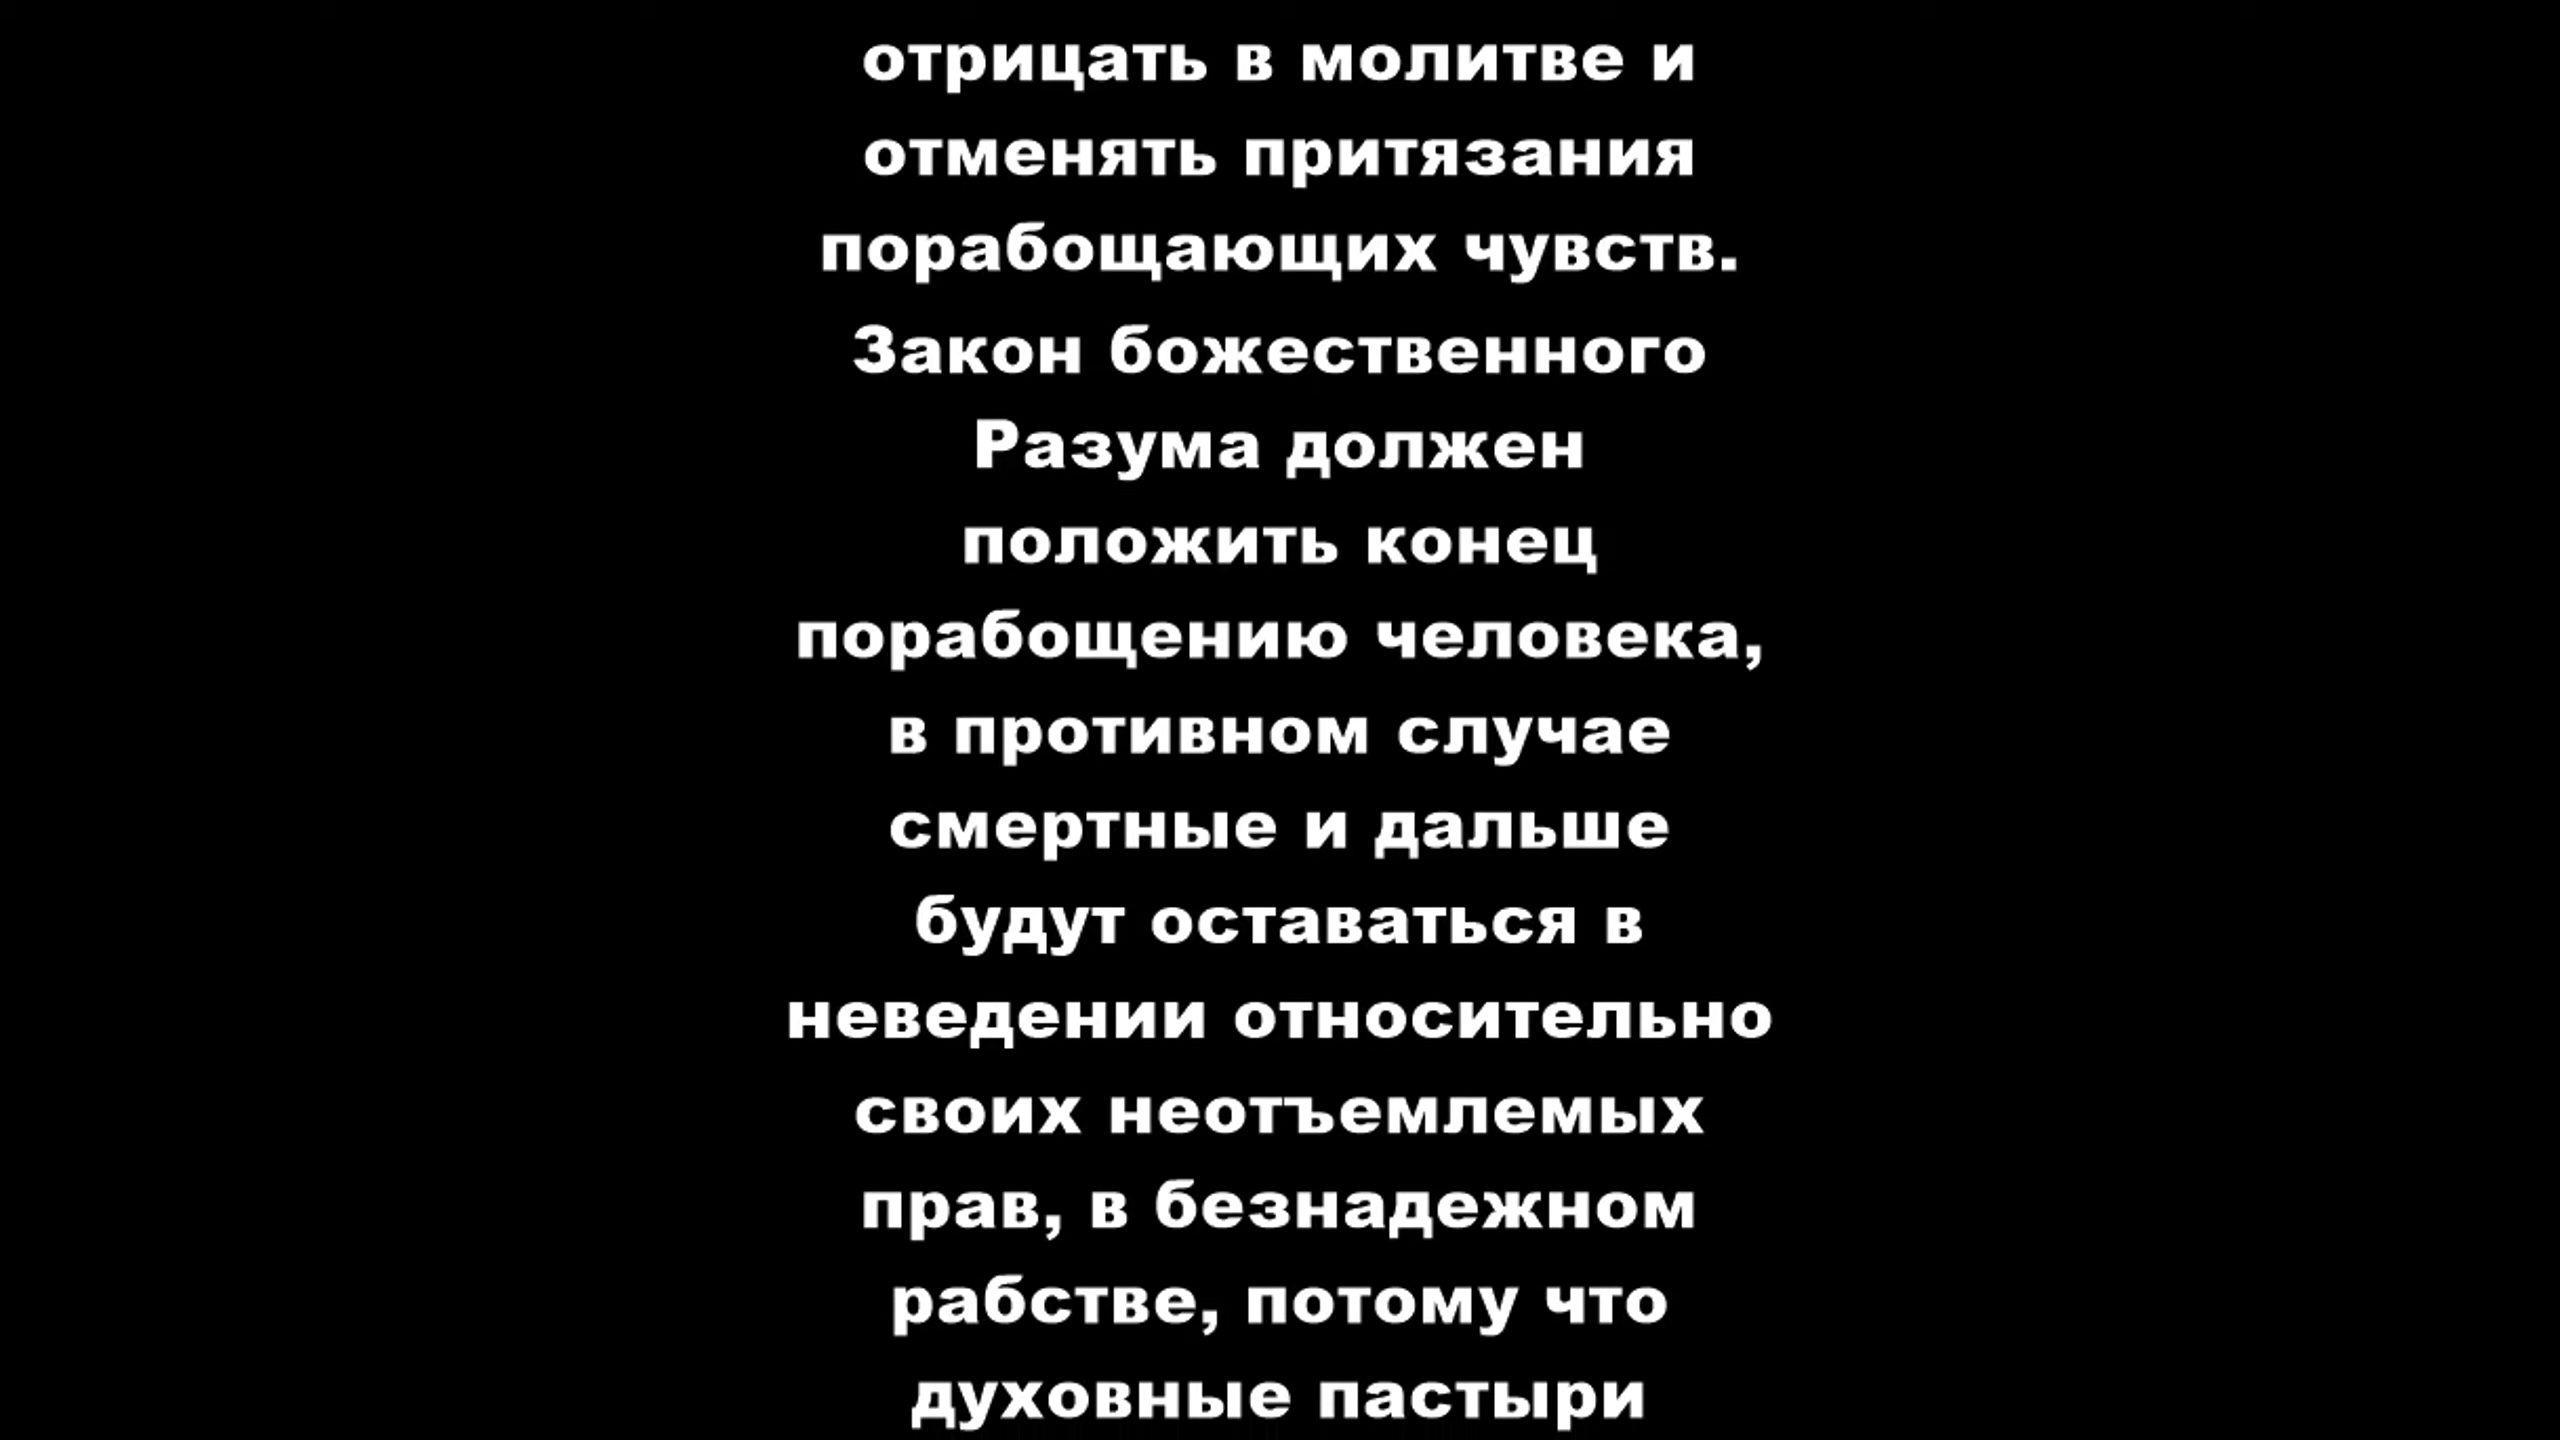 отрицать в молитве и
отменять притязания
порабощающих чувств.
Закон божественного
Разума должен
положить конец
порабощению человека,
в противном случае
смертные и дальше
будут оставаться в
неведении относительно
своих неотъемлемых
прав, в безнадежном
рабстве, потому что
духовные пастыри